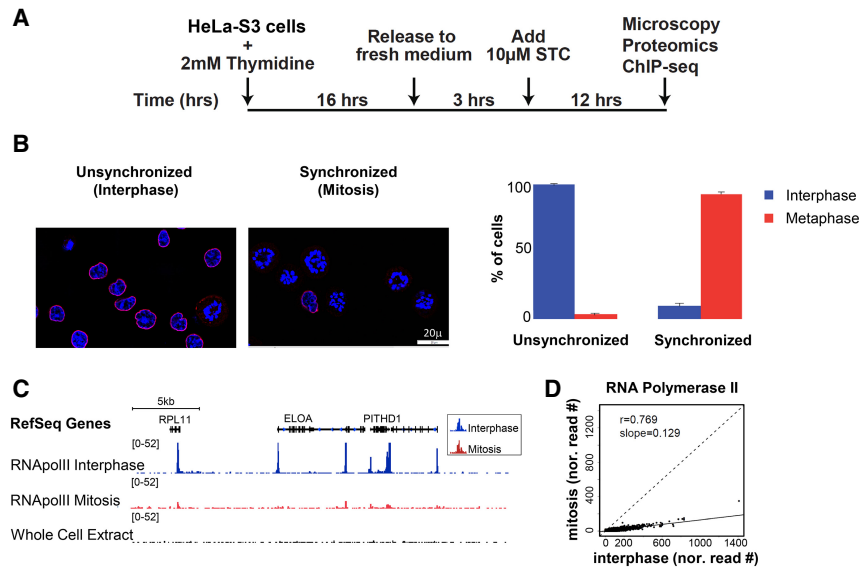 A
HeLa-S3 cells
+
2mM Thymidine
Release to
fresh medium
Add
10µM STC
Microscopy
Proteomics
ChIP-seq
Time (hrs)
16 hrs
3 hrs
12 hrs
B
Unsynchronized
(Interphase)
Synchronized
(Mitosis)
20µ
% of cells
100
50
0
Unsynchronized
Synchronized
Interphase
Metaphase
C
5kb
RefSeq Genes
RPL11
ELOA
PITHD1
Interphase
Mitosis
[0-52]
RNApolII Interphase
[0-52]
RNApolII Mitosis
[0-52]
Whole Cell Extract
D
RNA Polymerase II
r=0.769
slope=0.129
mitosis (nor. read #)
1200
800
400
0
0 200 600 1000 1400
interphase (nor. read #)